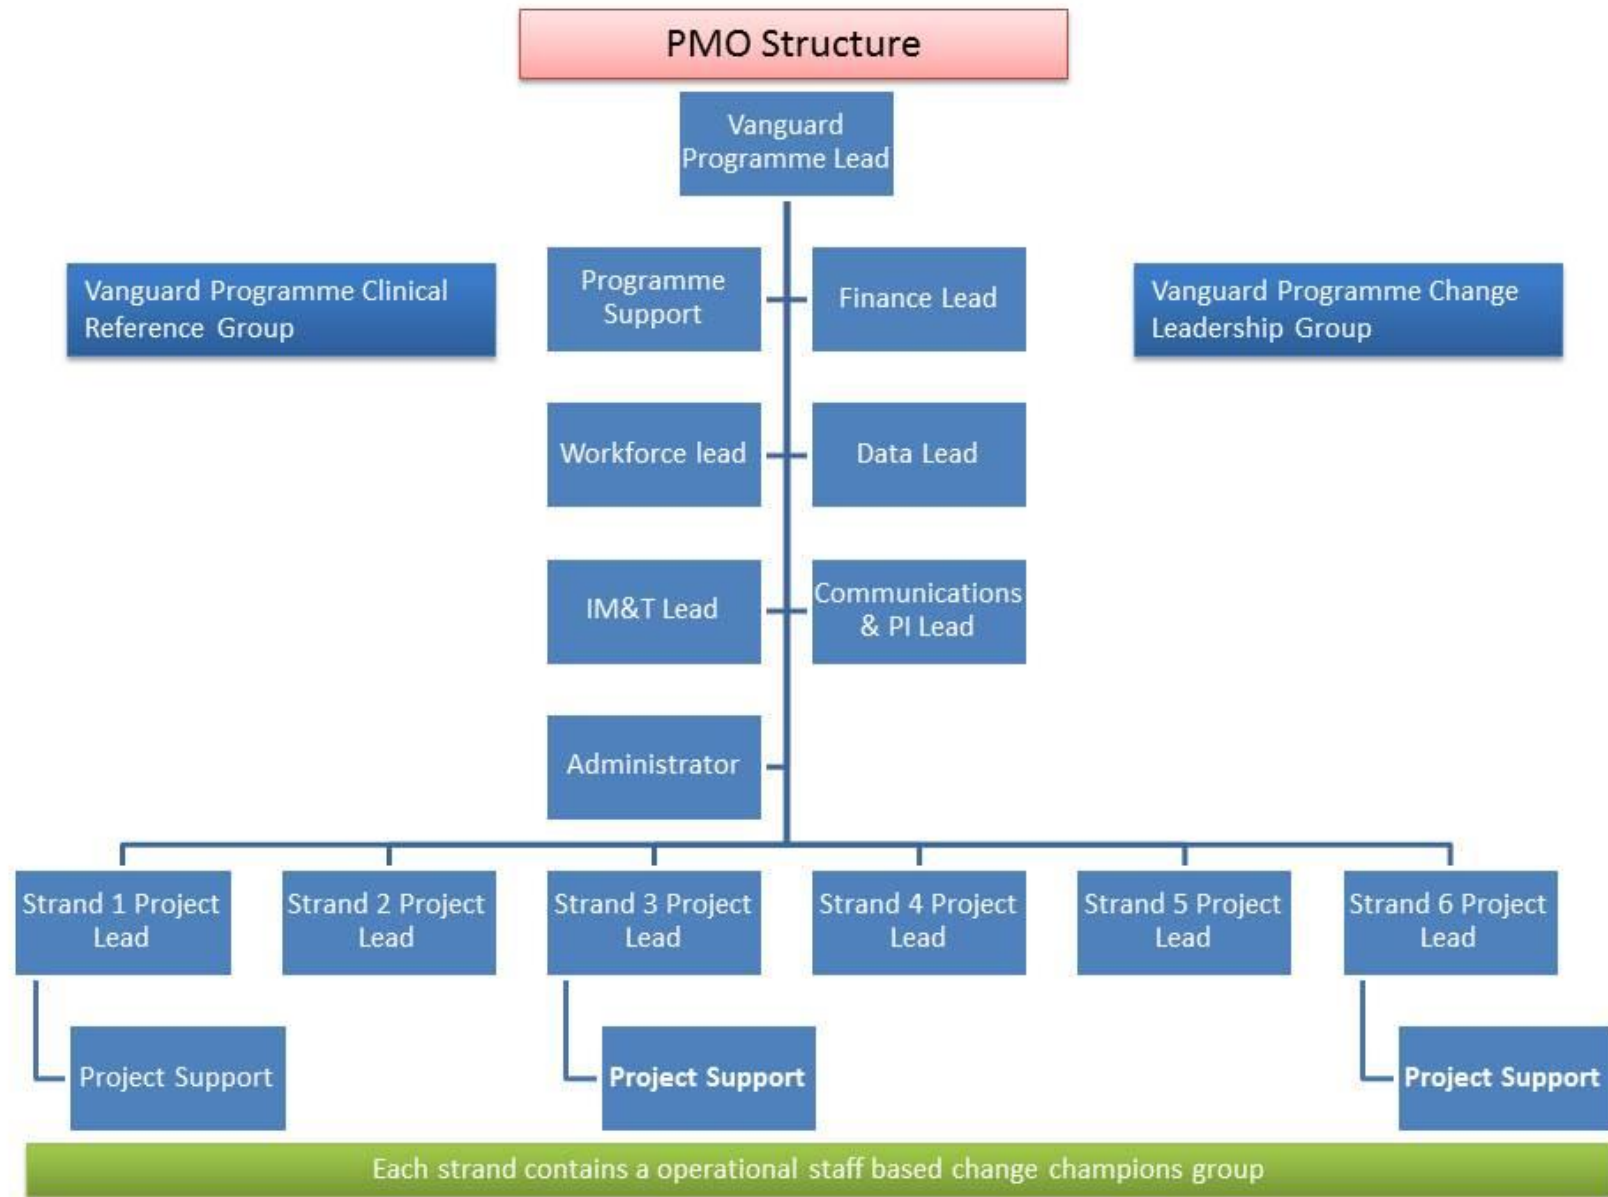 PMO Structure
Vanguard
Programme Lead
Vanguard Programme Clinical
Reference Group
Programme
Support
Finance Lead
Vanguard Programme Change
Leadership Group
Workforce lead
Data Lead
IM&T Lead
Communications
& PI Lead
Administrator
Strand 1 Project
Lead
Strand 2 Project
Lead
Strand 3 Project
Lead
Strand 4 Project
Lead
Strand 5 Project
Lead
Strand 6 Project
Lead
Project Support
Project Support
Project Support
Each strand contains a operational staff based change champions group